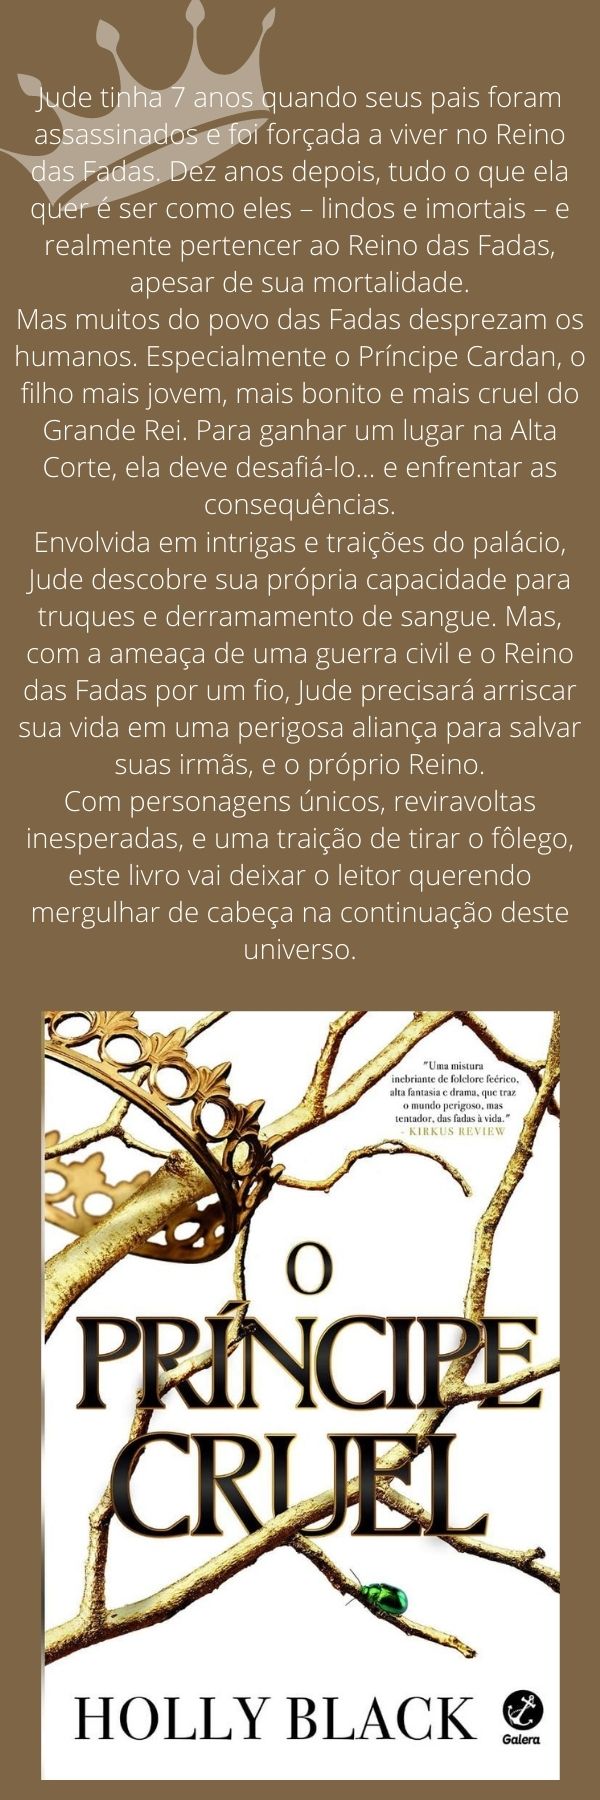 Jude tinha 7 anos quando seus pais foram
assassinados e foi forçada a viver no Reino
das Fadas. Dez anos depois, tudo o que ela
quer é ser como eles – lindos e imortais – e
realmente pertencer ao Reino das Fadas,
apesar de sua mortalidade.
Mas muitos do povo das Fadas desprezam os
humanos. Especialmente o Príncipe Cardan, o
filho mais jovem, mais bonito e mais cruel do
Grande Rei. Para ganhar um lugar na Alta
Corte, ela deve desafiá-lo... e enfrentar as
consequências.
Envolvida em intrigas e traições do palácio,
Jude descobre sua própria capacidade para
truques e derramamento de sangue. Mas,
com a ameaça de uma guerra civil e o Reino
das Fadas por um fio, Jude precisará arriscar
sua vida em uma perigosa aliança para salvar
suas irmãs, e o próprio Reino.
Com personagens únicos, reviravoltas
inesperadas, e uma traição de tirar o fôlego,
este livro vai deixar o leitor querendo
mergulhar de cabeça na continuação deste
universo.
"Uma mistura
inebriante de folclore feérico,
alta fantasia e drama, que traz
o mundo perigoso, mas
tentador, das fadas à vida."
- KIRKUS REVIEW
O
PRÍNCIPE
CRUEL
HOLLY BLACK
Galera